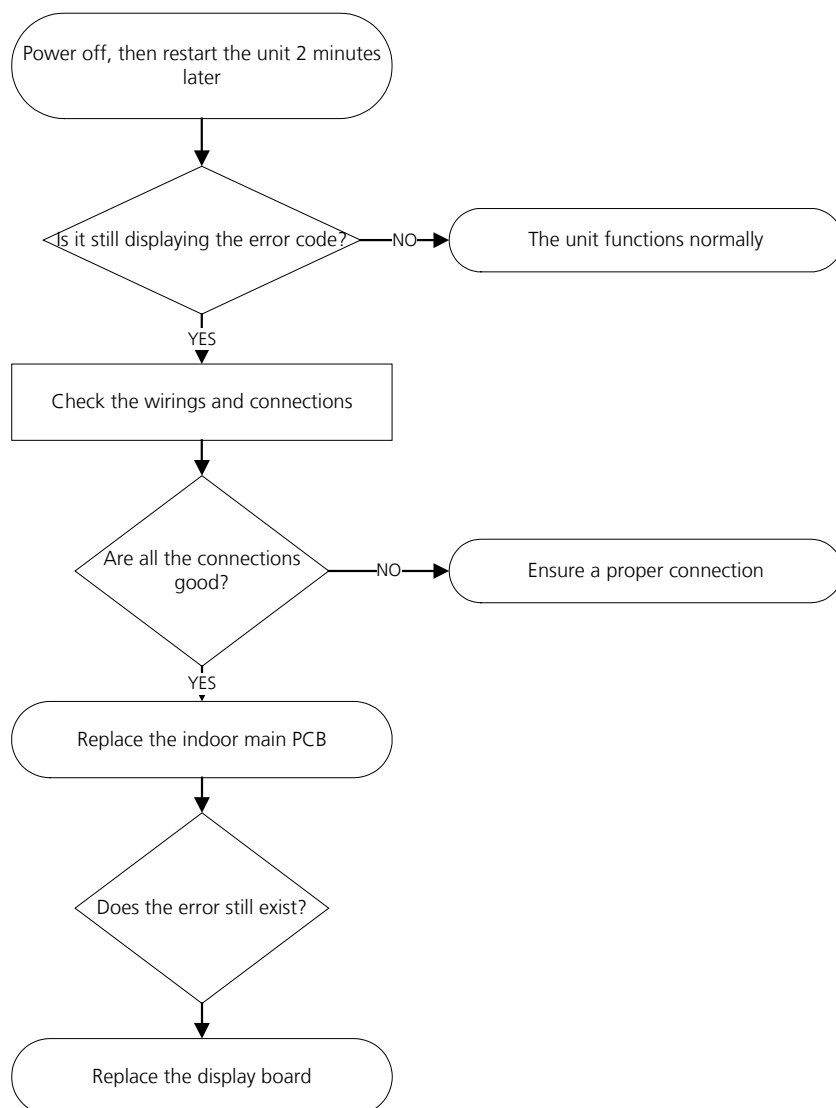 Power off, then restart the unit 2 minutes
later
Is it still displaying the error code?
NO
The unit functions normally
YES
Check the wirings and connections
Are all the connections
good?
NO
Ensure a proper connection
YES
Replace the indoor main PCB
Does the error still exist?
Replace the display board